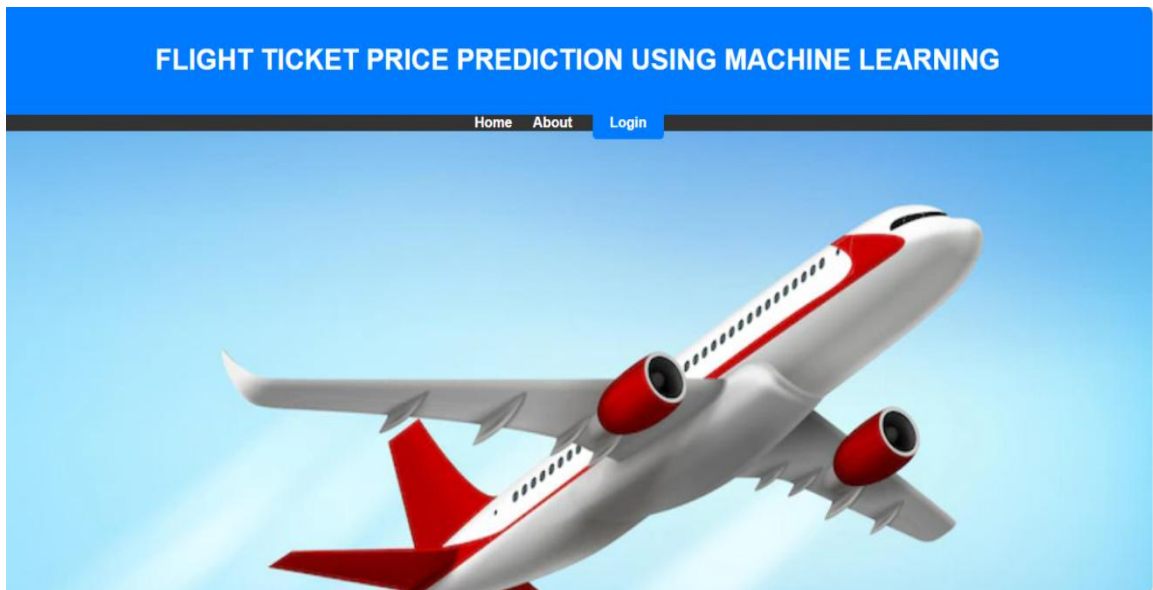 FLIGHT TICKET PRICE PREDICTION USING MACHINE LEARNING
Home About Login